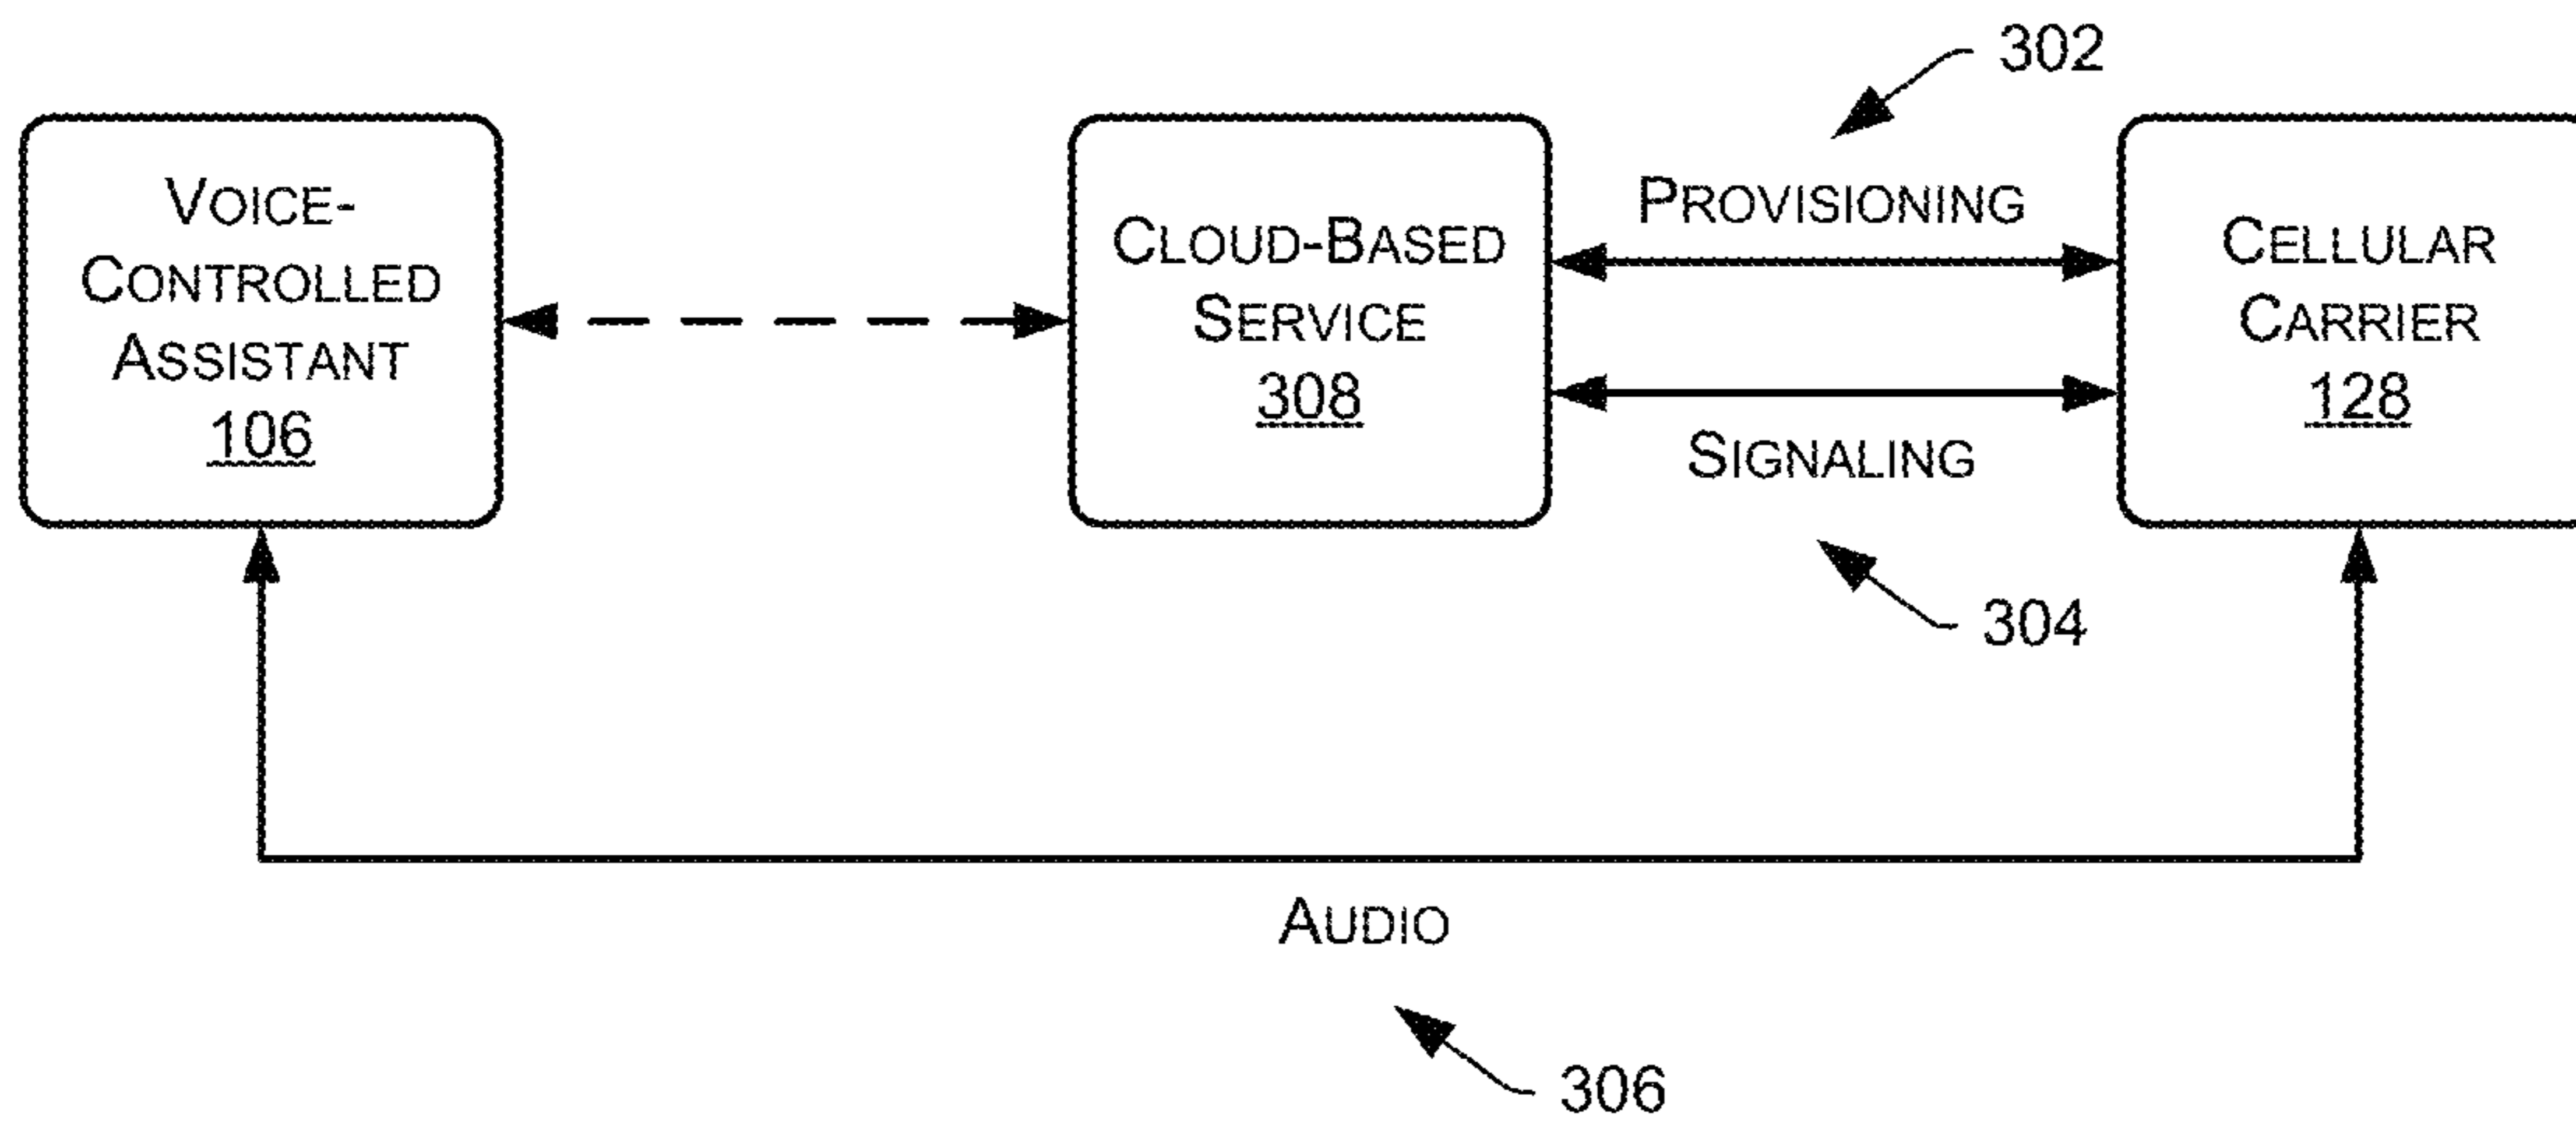 302
VOICE-
CONTROLLED
ASSISTANT
106
CLOUD-BASED
SERVICE
308
PROVISIONING
SIGNALING
CELLULAR
CARRIER
128
304
AUDIO
306